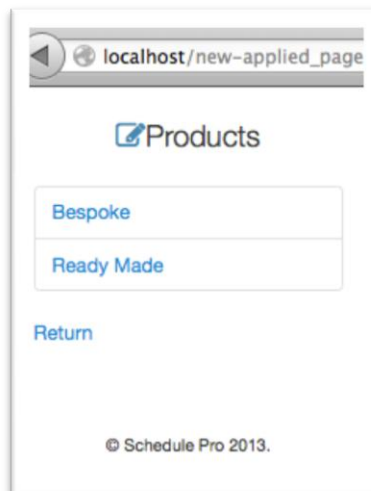 localhost/new-applied_page
Products
Bespoke
Ready Made
Return
© Schedule Pro 2013.